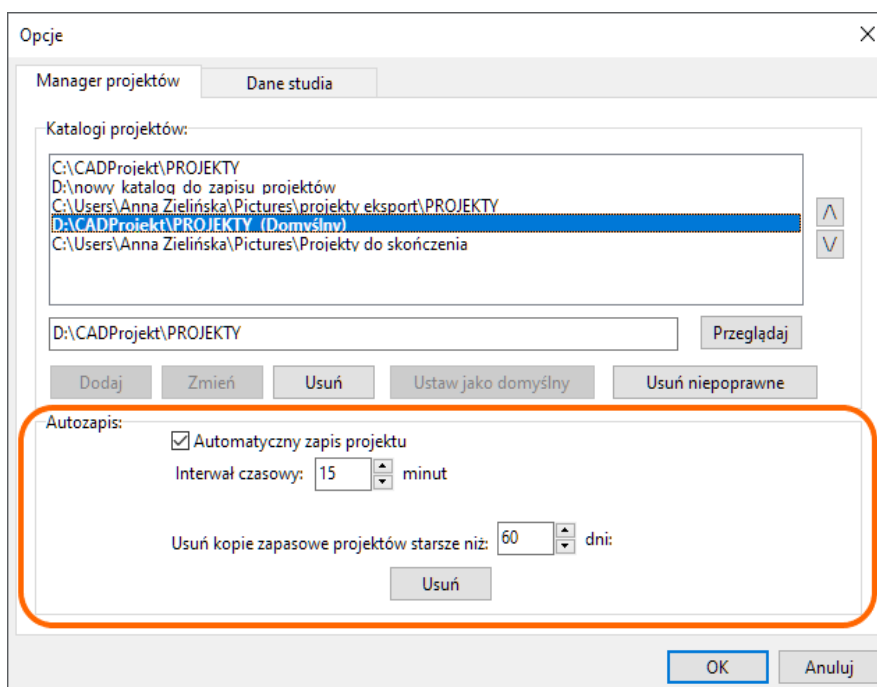 Opcje
Manager projektów
Dane studia
Katalogi projektów:
C:\CADProjekt\PROJEKTY
D:\nowy katalog do zapisu projektów
C:\Users\Anna Zielińska\Pictures\projekty eksport\PROJEKTY
D:\CADProjekt\PROJEKTY (Domyślny)
C:\Users\Anna Zielińska\Pictures\Projekty do skończenia
/\
\/
D:\CADProjekt\PROJEKTY
Przeglądaj
Dodaj
Zmień
Usuń
Ustaw jako domyślny
Usuń niepoprawne
Autozapis:
Automatyczny zapis projektu
Interwał czasowy: 15 minut
Usuń kopie zapasowe projektów starsze niż: 60 dni:
Usuń
OK
Anuluj